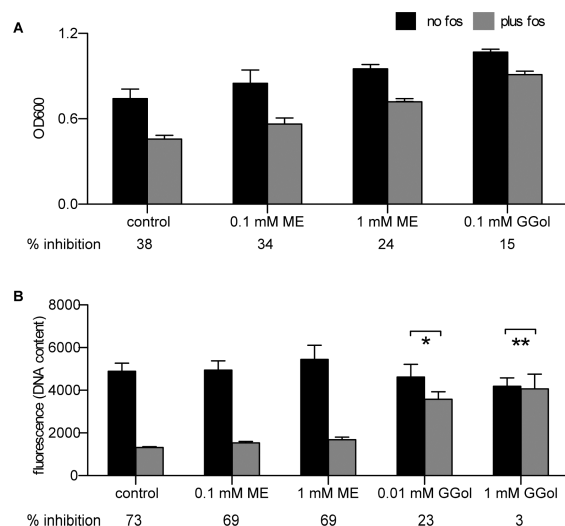 no fos plus fos
A
1.2
0.6
0.0
OD600
control 0.1 mM ME 1 mM ME 0.1 mM GGol
% inhibition 38 34 24 15
B
8000
6000
4000
2000
0
fluorescence (DNA content)
* **
control 0.1 mM ME 1 mM ME 0.01 mM GGol 1 mM GGol
% inhibition 73 69 69 23 3